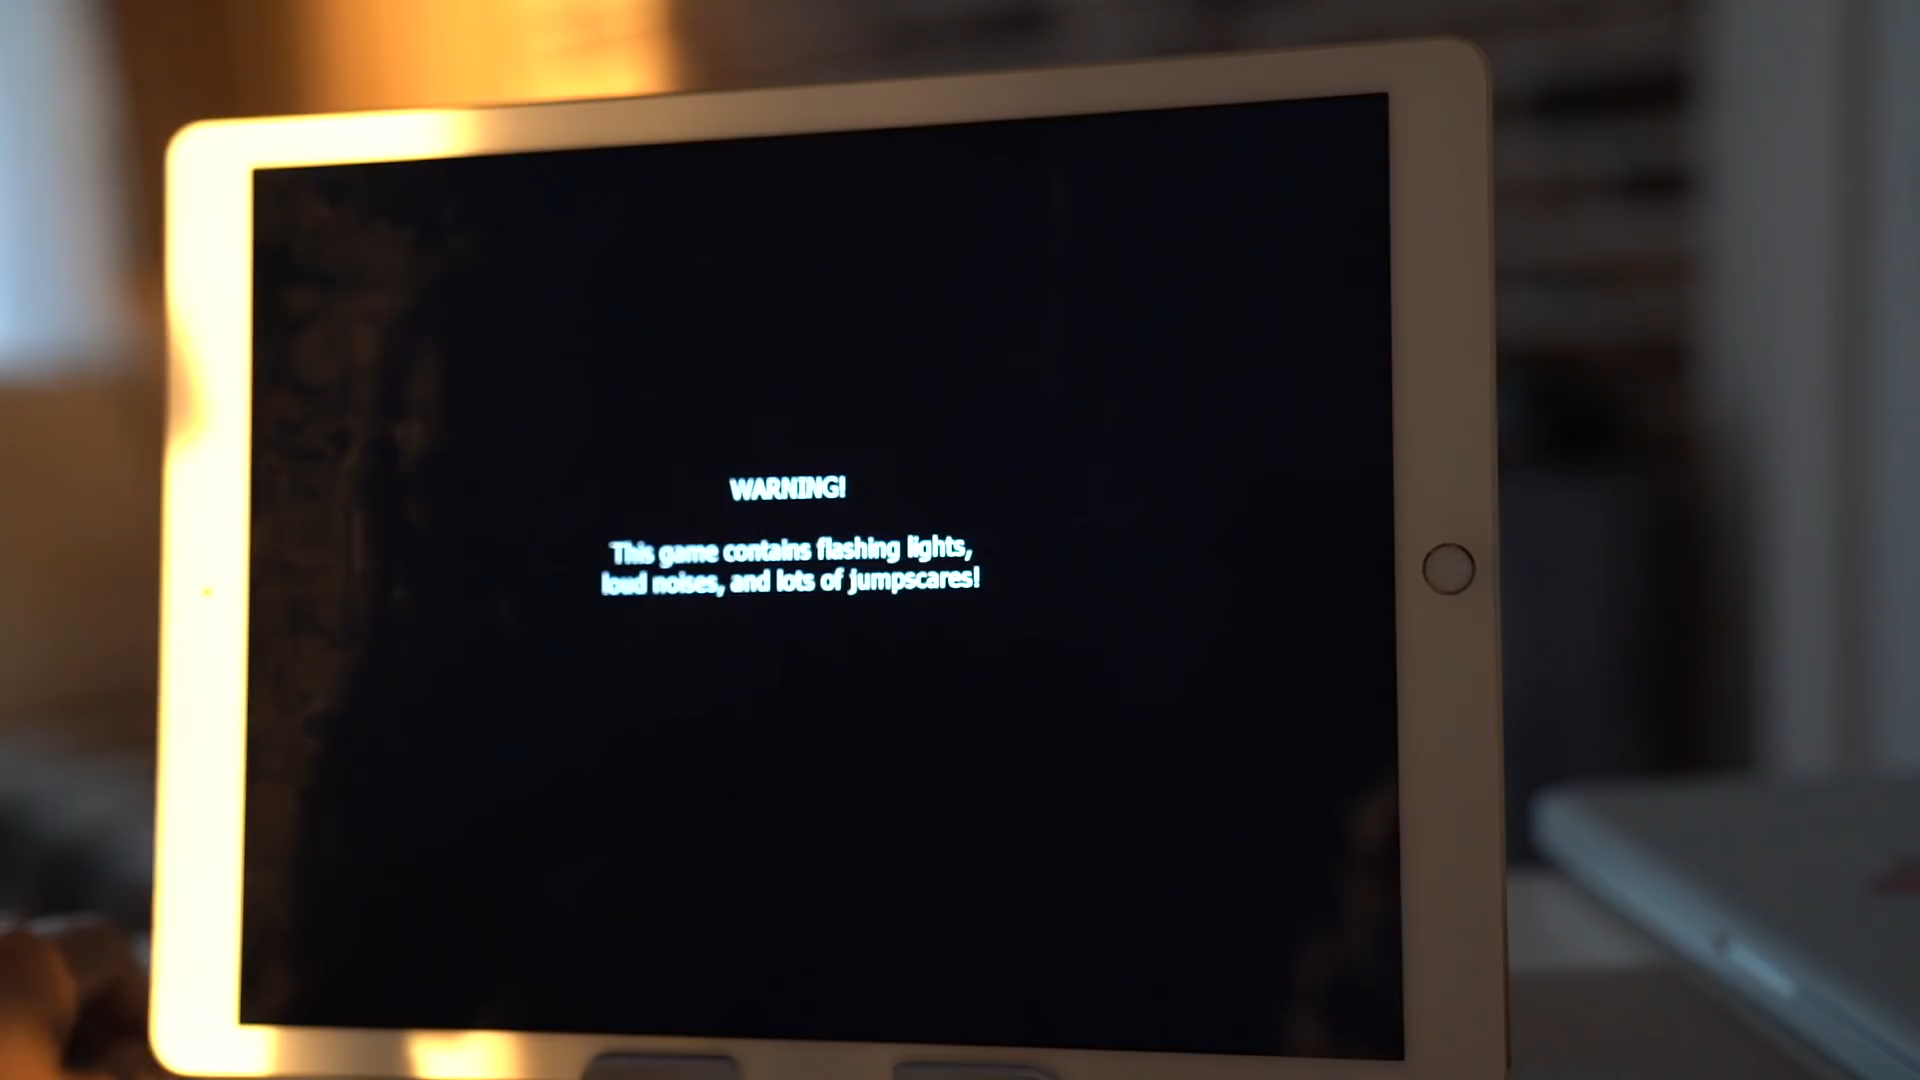 WARNING!
This game contains flashing lights,
loud noises, and lots of jumpscares!